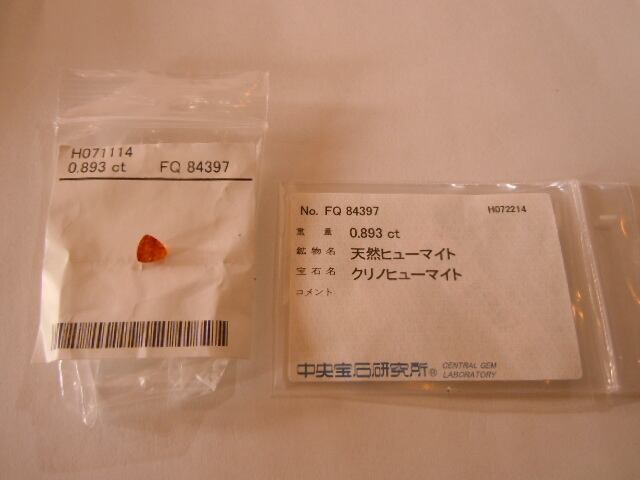 H071114
0.893 ct FQ 84397
No. FQ 84397 H072214
重量 0.893 ct
鉱物名 天然ヒューマイト
宝石名 クリノヒューマイト
コメント
中央宝石研究所® CENTRAL GEM
LABORATORY